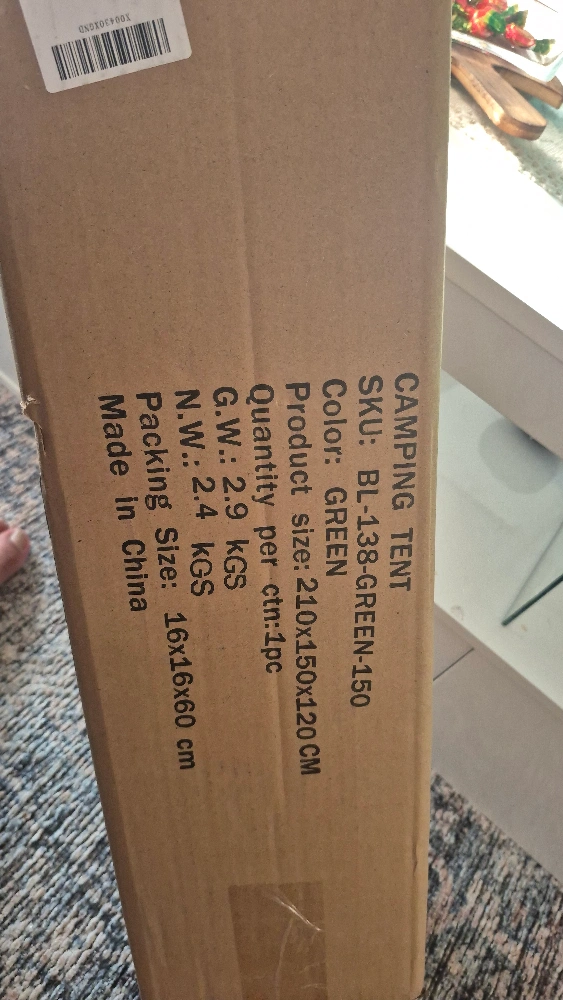 CAMPING TENT
SKU: BL-138-GREEN-150
Color: GREEN
Product size: 210x150x120 CM
Quantity per ctn:1pc
G.W.: 2.9 kGS
N.W.: 2.4 kGS
Packing Size: 16x16x60 cm
Made in China
X00430XGND